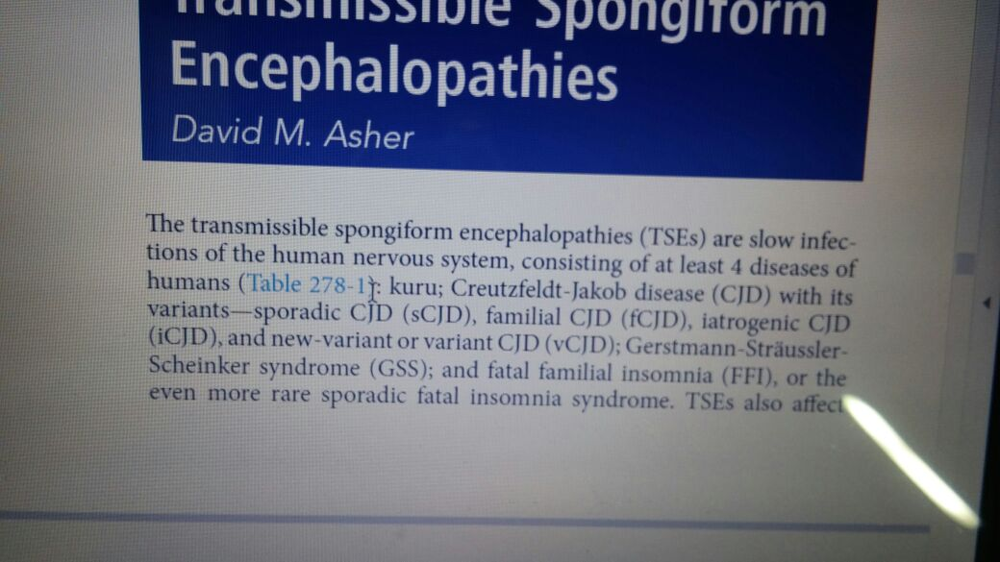 Transmissible Spongiform
Encephalopathies
David M. Asher
The transmissible spongiform encephalopathies (TSEs) are slow infec-
tions of the human nervous system, consisting of at least 4 diseases of
humans (Table 278-1): kuru; Creutzfeldt-Jakob disease (CJD) with its
variants—sporadic CJD (sCJD), familial CJD (fCJD), iatrogenic CJD
(iCJD), and new-variant or variant CJD (vCJD); Gerstmann-Sträussler-
Scheinker syndrome (GSS); and fatal familial insomnia (FFI), or the
even more rare sporadic fatal insomnia syndrome. TSEs also affect